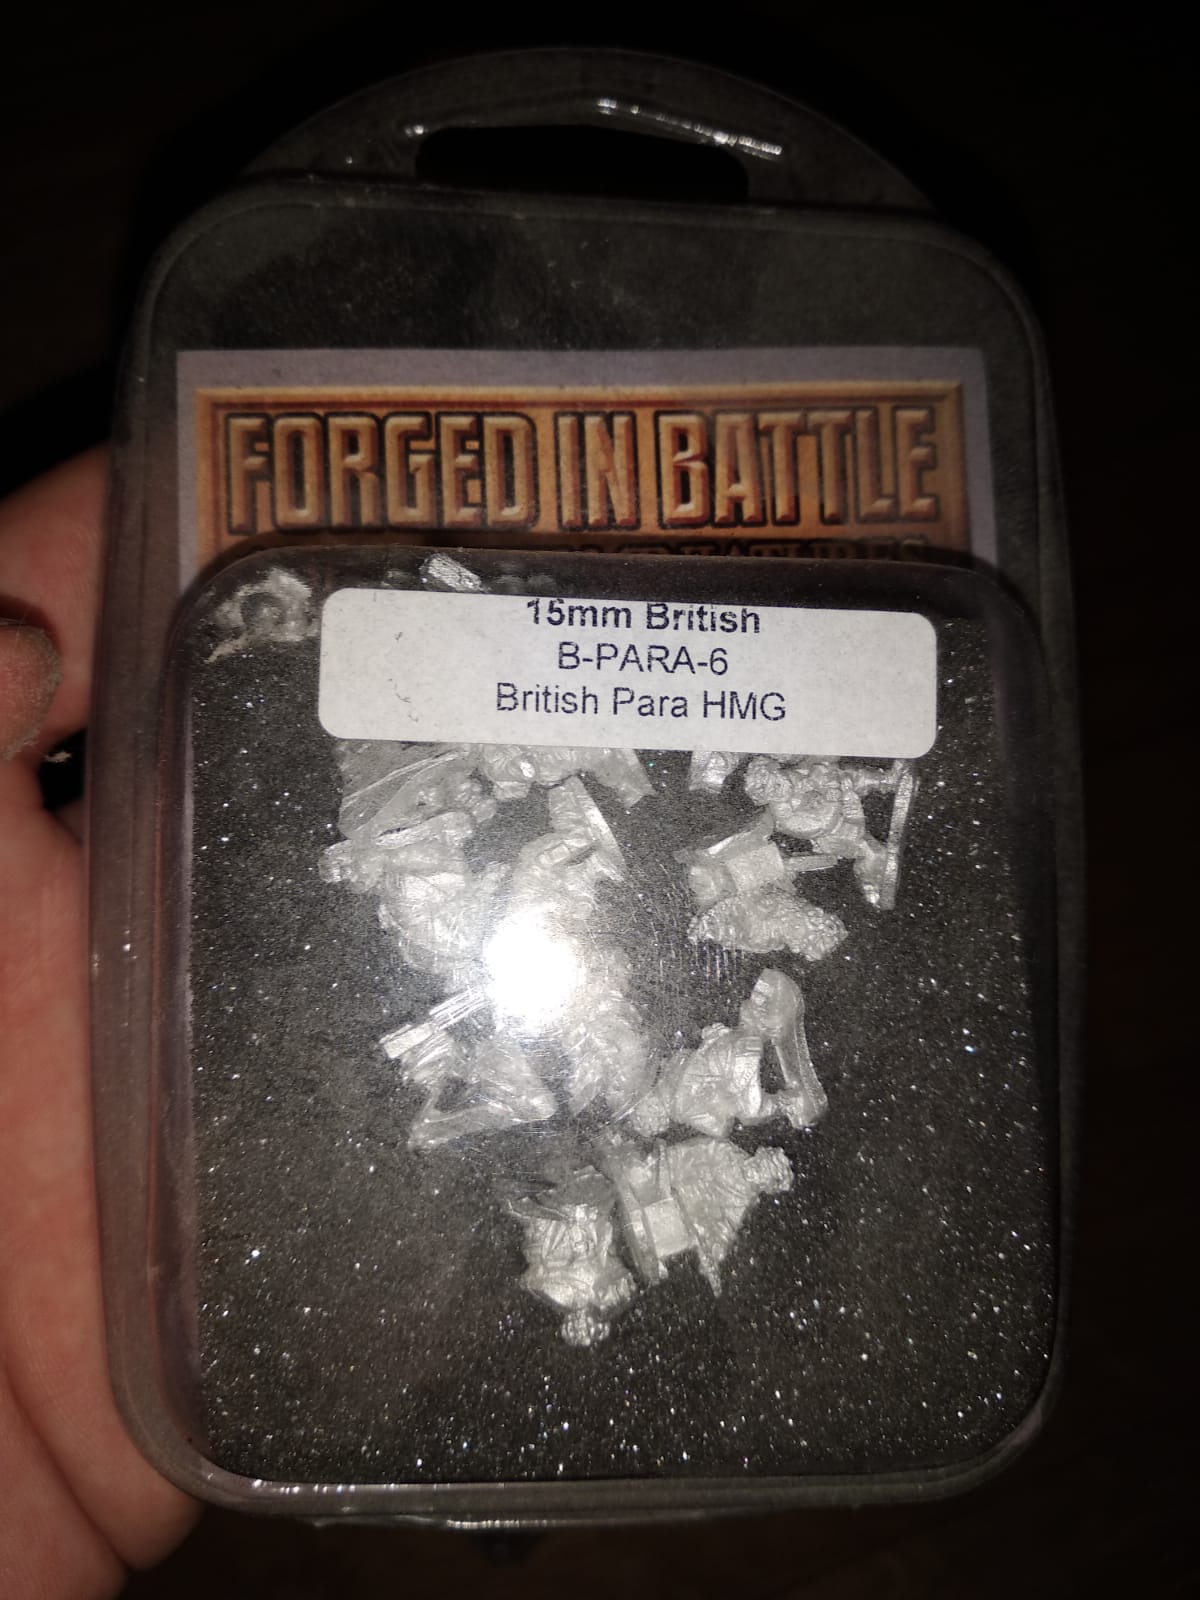 FORGED IN BATTLE
15mm British
B-PARA-6
British Para HMG